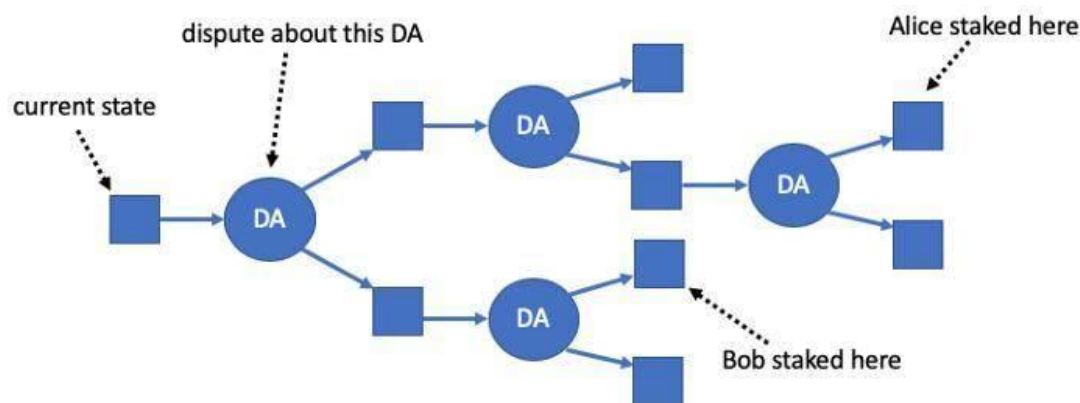 dispute about this DA
Alice staked here
current state
DA
DA
DA
DA
Bob staked here